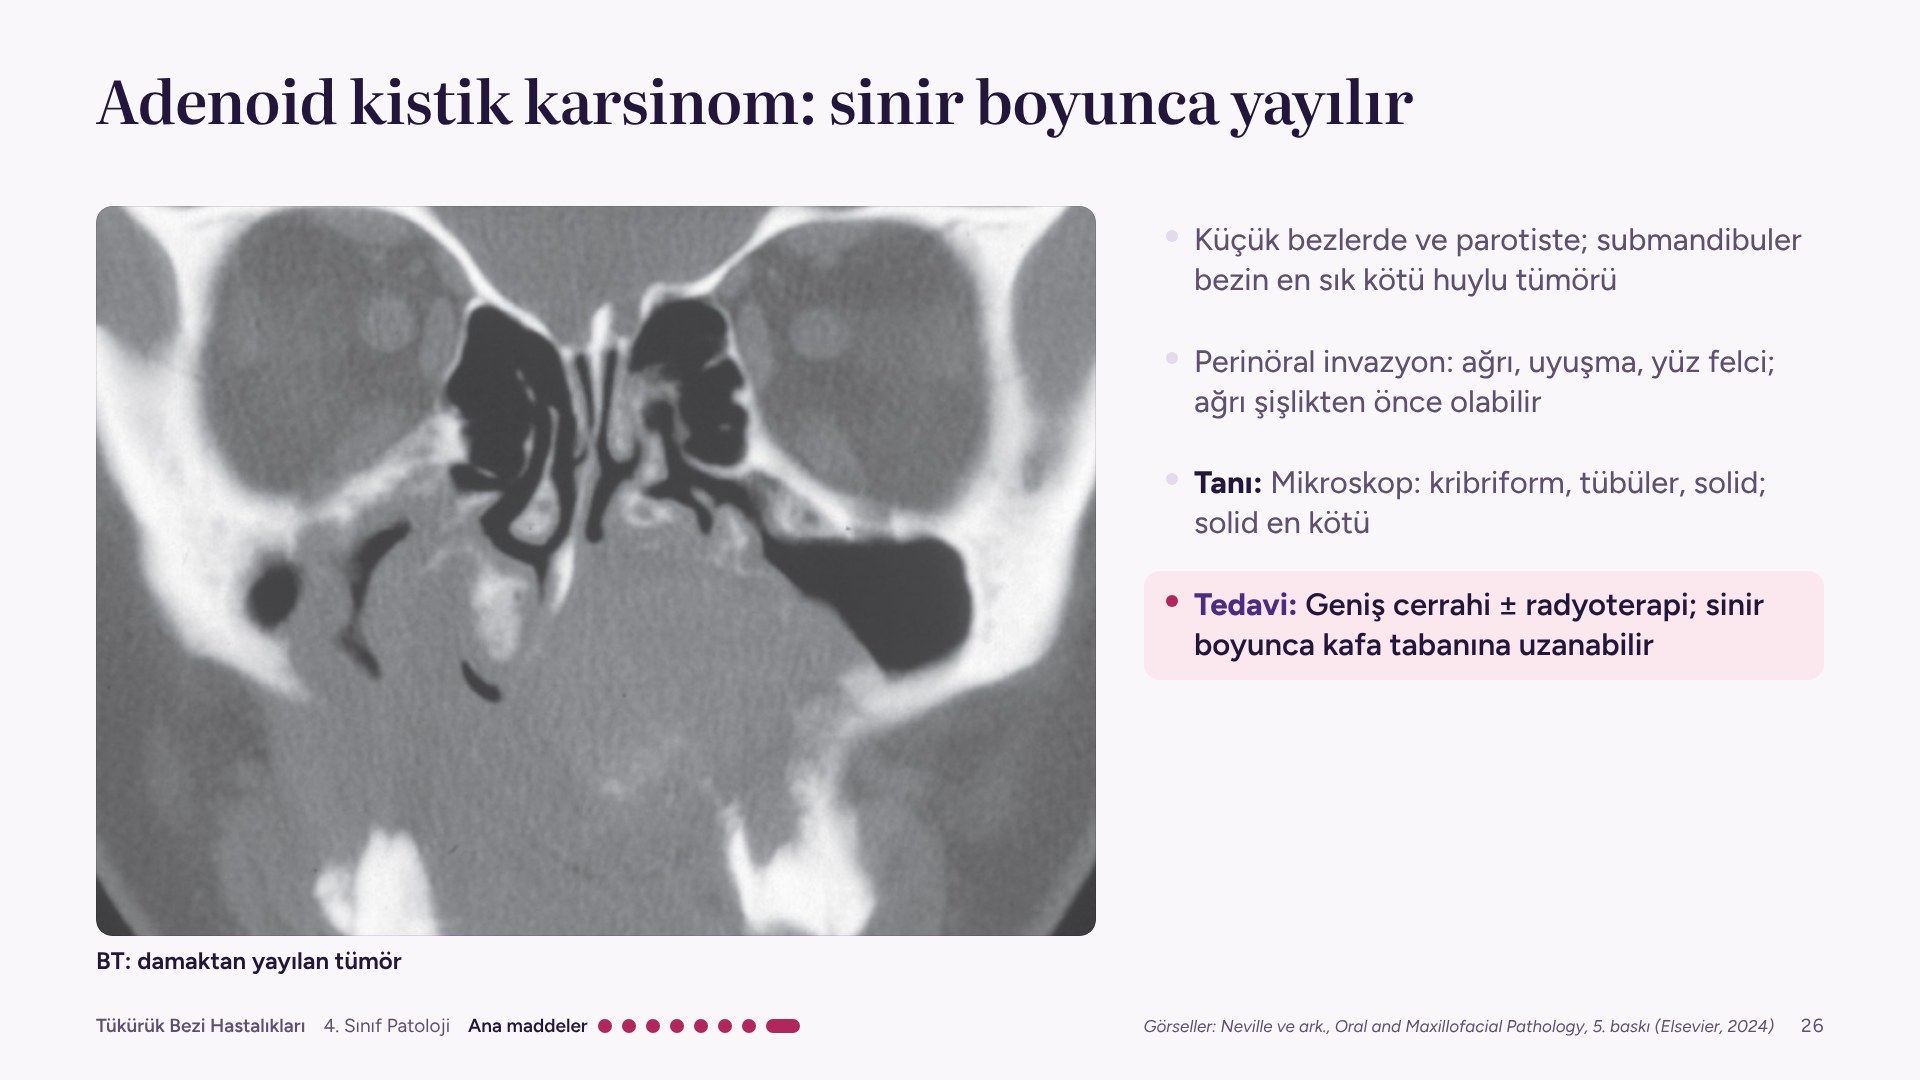 Adenoid kistik karsinom: sinir boyunca yayılır
Küçük bezlerde ve parotiste; submandibuler
bezin en sık kötü huylu tümörü
Perinöral invazyon: ağrı, uyuşma, yüz felci;
ağrı şişlikten önce olabilir
Tanı: Mikroskop: kribriform, tübüler, solid;
solid en kötü
Tedavi: Geniş cerrahi ± radyoterapi; sinir
boyunca kafa tabanına uzanabilir
BT: damaktan yayılan tümör
Tükürük Bezi Hastalıkları 4. Sınıf Patoloji Ana maddeler
Görseller: Neville ve ark., Oral and Maxillofacial Pathology, 5. baskı (Elsevier, 2024) 26